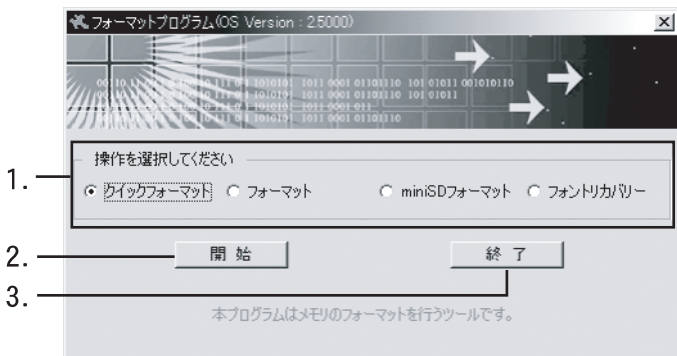 フォーマットプログラム(OS Version : 2.5000)
操作を選択してください
1.
クイックフォーマット フォーマット miniSDフォーマット フォントリカバリー
2.
開 始 終 了
3.
本プログラムはメモリのフォーマットを行うツールです。